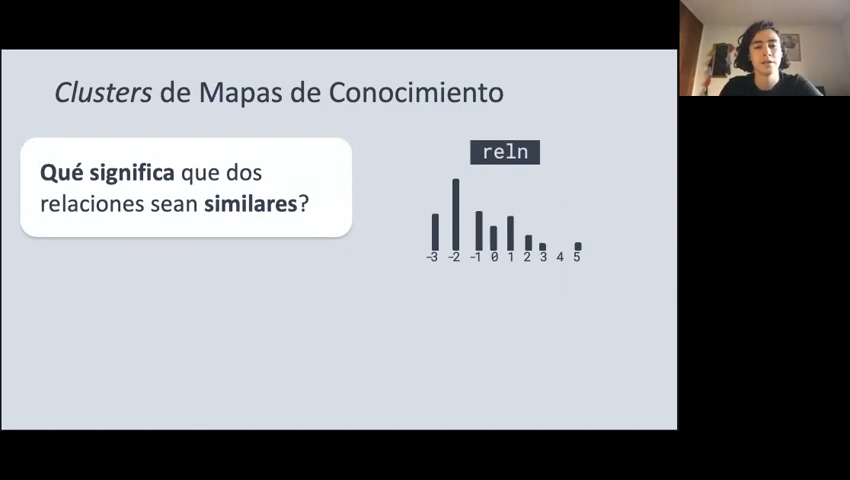 Clusters de Mapas de Conocimiento
Qué significa que dos
relaciones sean similares?
reln
-3 -2 -1 0 1 2 3 4 5